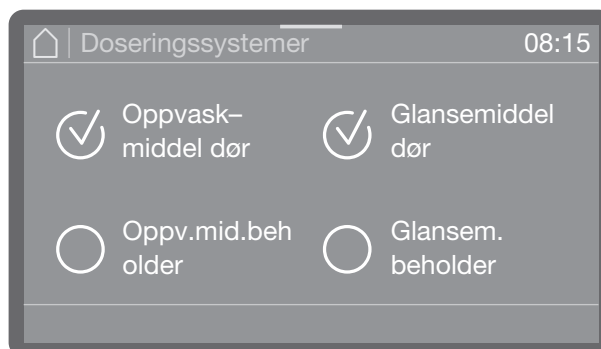 Doseringssystemer 08:15
Oppvask–
middel dør
Glansemiddel
dør
Oppv.mid.beh
older
Glansem.
beholder